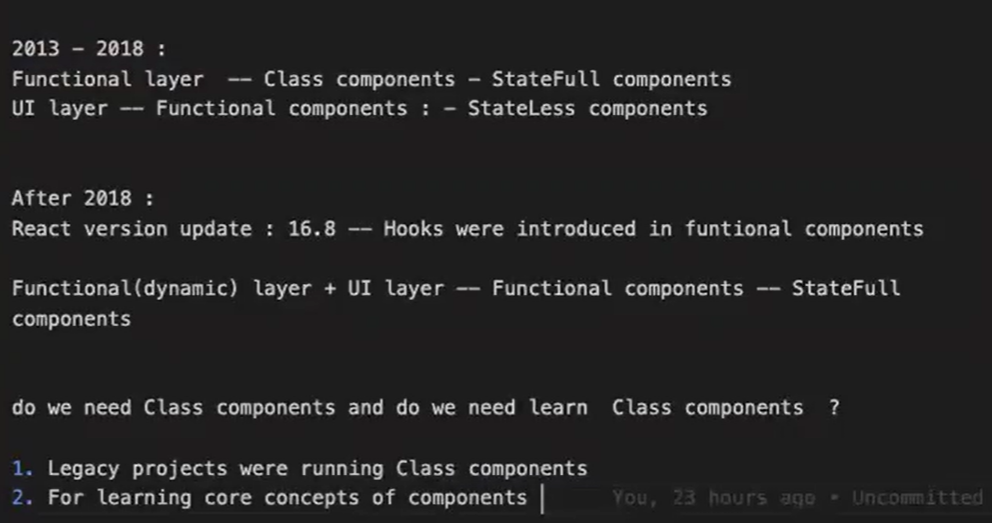 2013 - 2018 :
Functional layer  -- Class components - StateFull components
UI layer -- Functional components : - StateLess components
After 2018 :
React version update : 16.8 -- Hooks were introduced in funtional components
Functional(dynamic) layer + UI layer -- Functional components -- StateFull
components
do we need Class components and do we need learn  Class components  ?
1. Legacy projects were running Class components
2. For learning core concepts of components You, 23 hours ago • Uncommitted